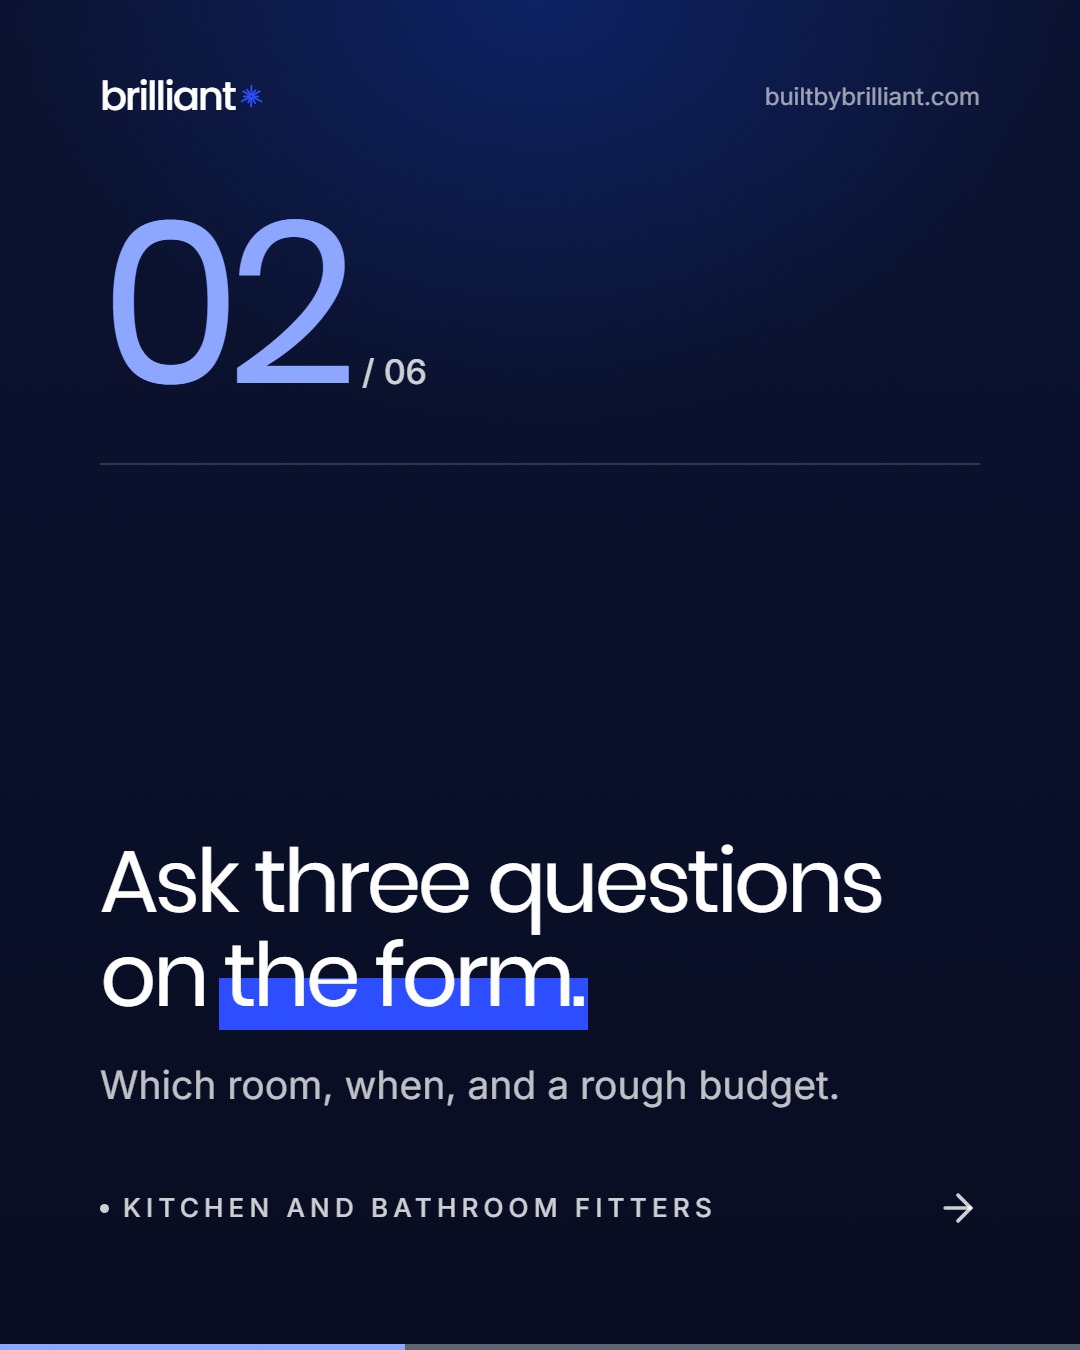 brilliant
builtbybrilliant.com
02 / 06
Ask three questions
on the form.
Which room, when, and a rough budget.
• KITCHEN AND BATHROOM FITTERS